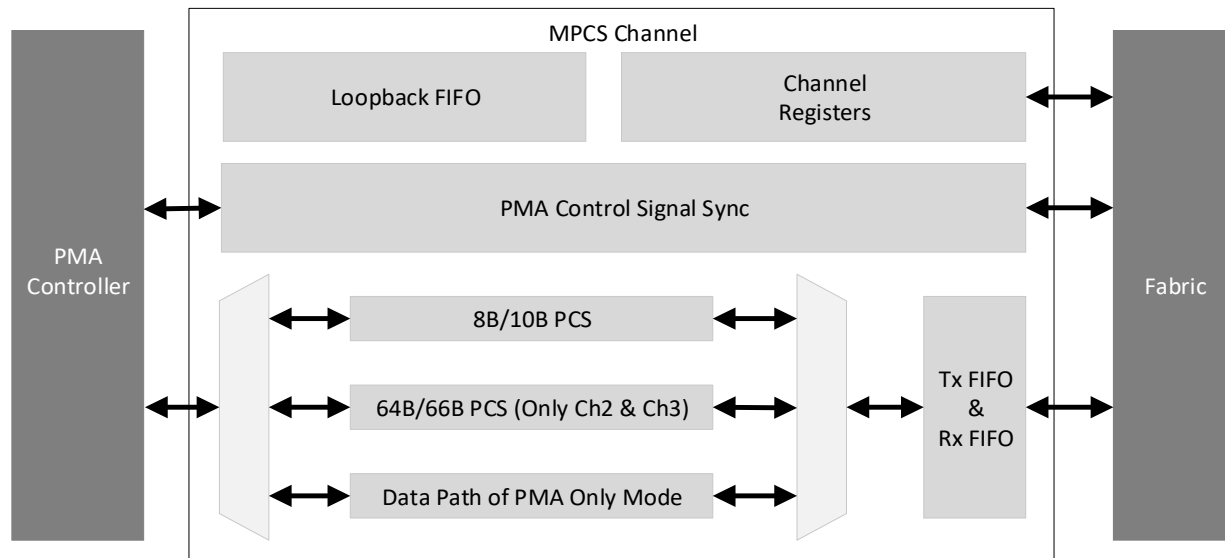 MPCS Channel
Loopback FIFO
Channel
Registers
PMA Control Signal Sync
PMA
Controller
Fabric
8B/10B PCS
64B/66B PCS (Only Ch2 & Ch3)
Data Path of PMA Only Mode
Tx FIFO
&
Rx FIFO